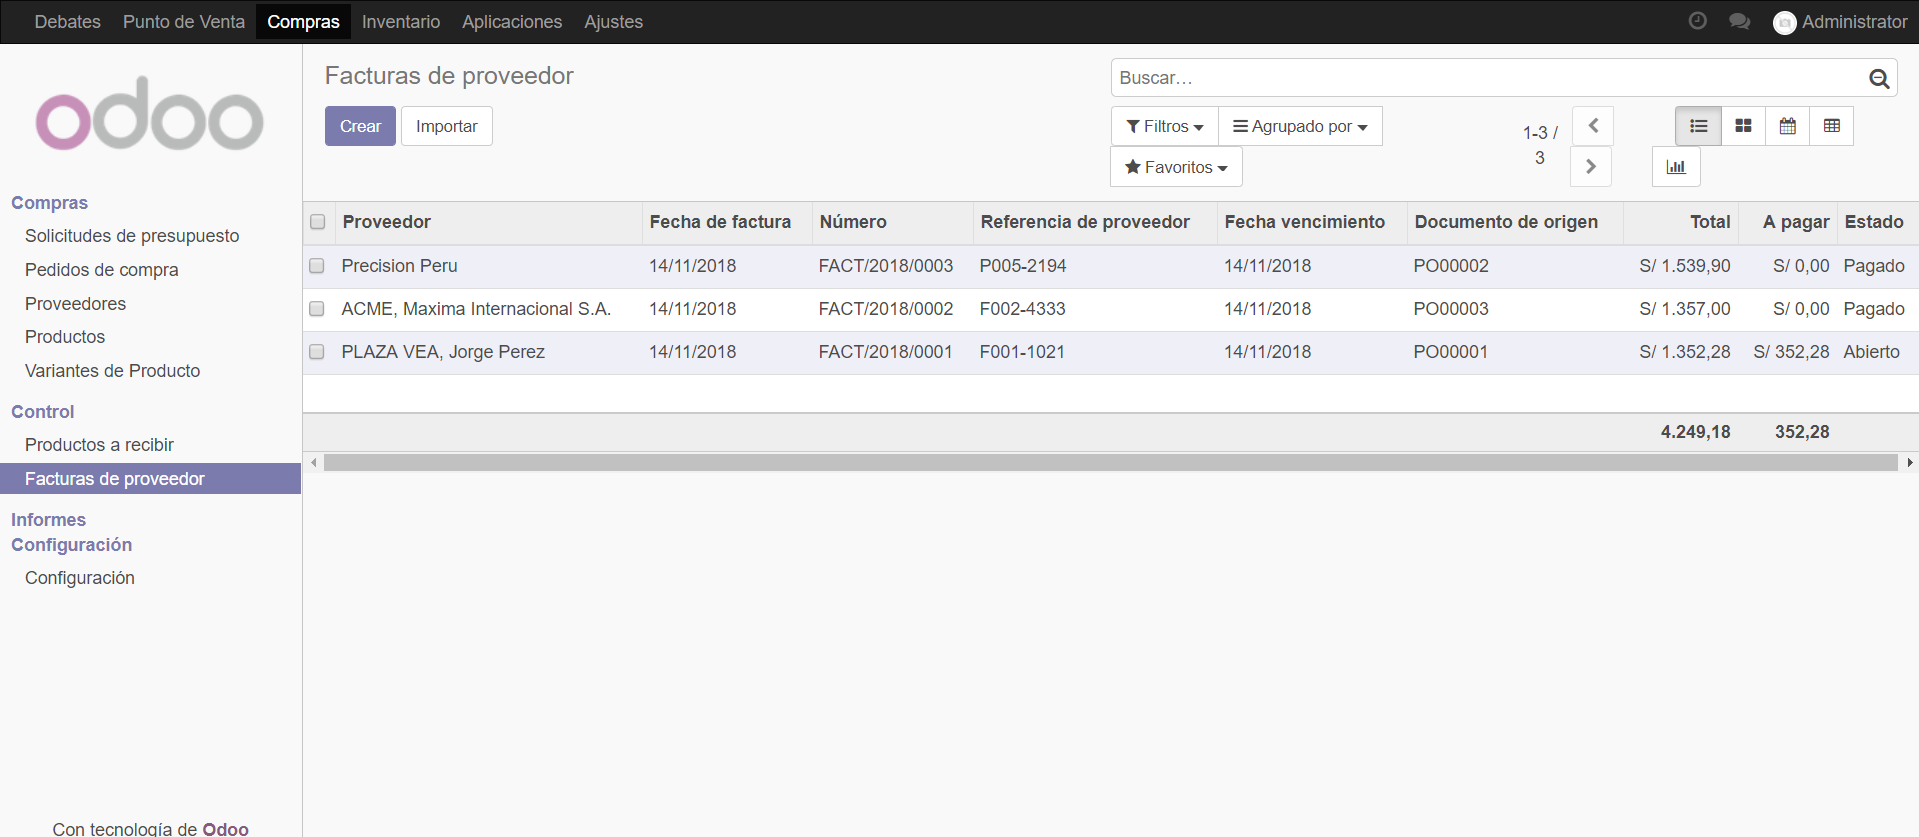 Debates Punto de Venta Compras Inventario Aplicaciones Ajustes Administrator
odoo
Compras
Solicitudes de presupuesto
Pedidos de compra
Proveedores
Productos
Variantes de Producto
Control
Productos a recibir
Facturas de proveedor
Informes
Configuración
Configuración
Con tecnología de Odoo
Facturas de proveedor
Buscar...
Crear Importar
Filtros Agrupado por
Favoritos
1-3 /
3
Proveedor Fecha de factura Número Referencia de proveedor Fecha vencimiento Documento de origen Total A pagar Estado
Precision Peru 14/11/2018 FACT/2018/0003 P005-2194 14/11/2018 PO00002 S/ 1.539,90 S/ 0,00 Pagado
ACME, Maxima Internacional S.A. 14/11/2018 FACT/2018/0002 F002-4333 14/11/2018 PO00003 S/ 1.357,00 S/ 0,00 Pagado
PLAZA VEA, Jorge Perez 14/11/2018 FACT/2018/0001 F001-1021 14/11/2018 PO00001 S/ 1.352,28 S/ 352,28 Abierto
4.249,18 352,28